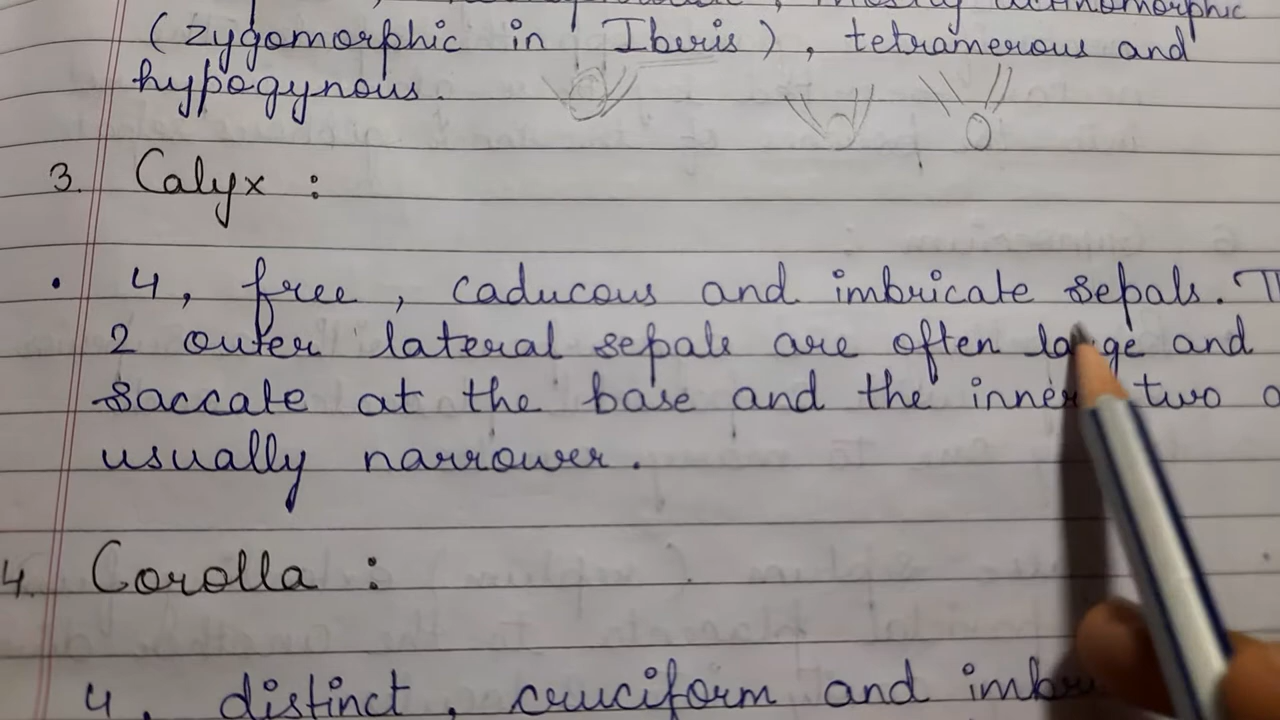 mostly actinomorphic
(zygomorphic in Iberis), tetramerous and
hypogynous.
3. Calyx :
• 4, free, caducous and imbricate sepals.
2 outer lateral sepals are often large and
saccate at the base and the inner two
usually narrower.
4. Corolla :
4, distinct, cruciform and